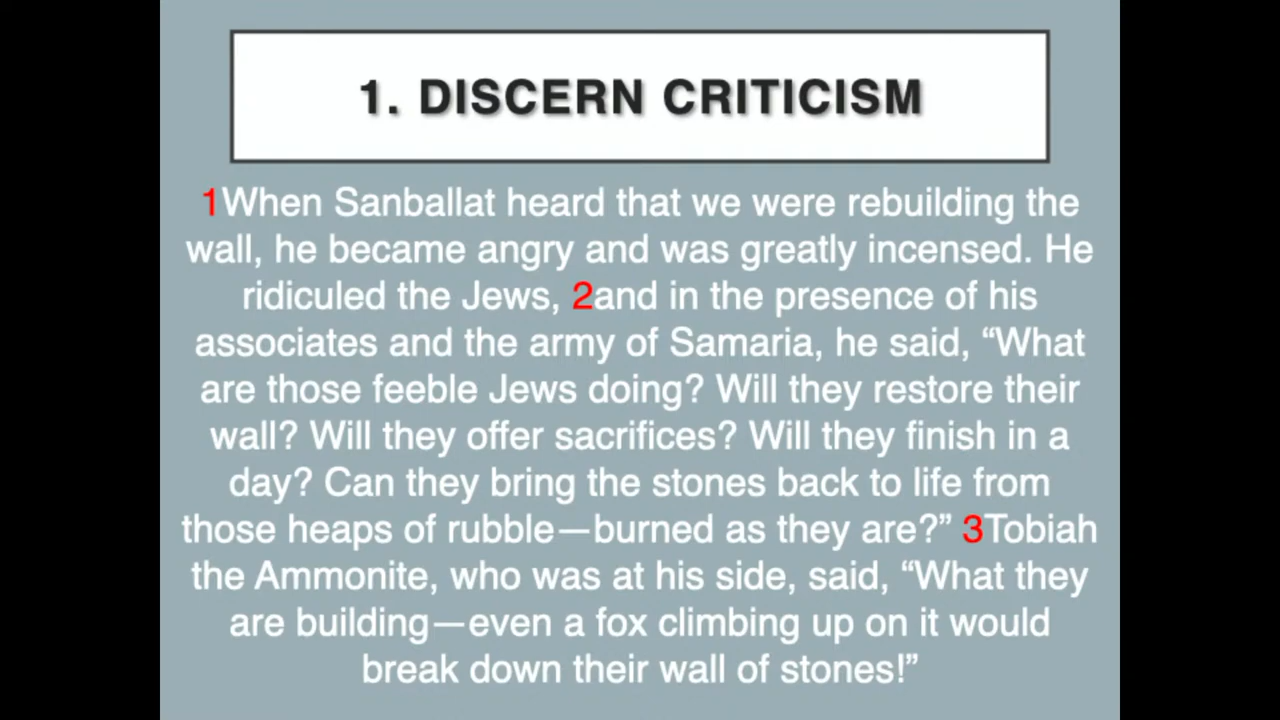 1. DISCERN CRITICISM
1When Sanballat heard that we were rebuilding the
wall, he became angry and was greatly incensed. He
ridiculed the Jews, 2and in the presence of his
associates and the army of Samaria, he said, “What
are those feeble Jews doing? Will they restore their
wall? Will they offer sacrifices? Will they finish in a
day? Can they bring the stones back to life from
those heaps of rubble—burned as they are?” 3Tobiah
the Ammonite, who was at his side, said, “What they
are building—even a fox climbing up on it would
break down their wall of stones!”